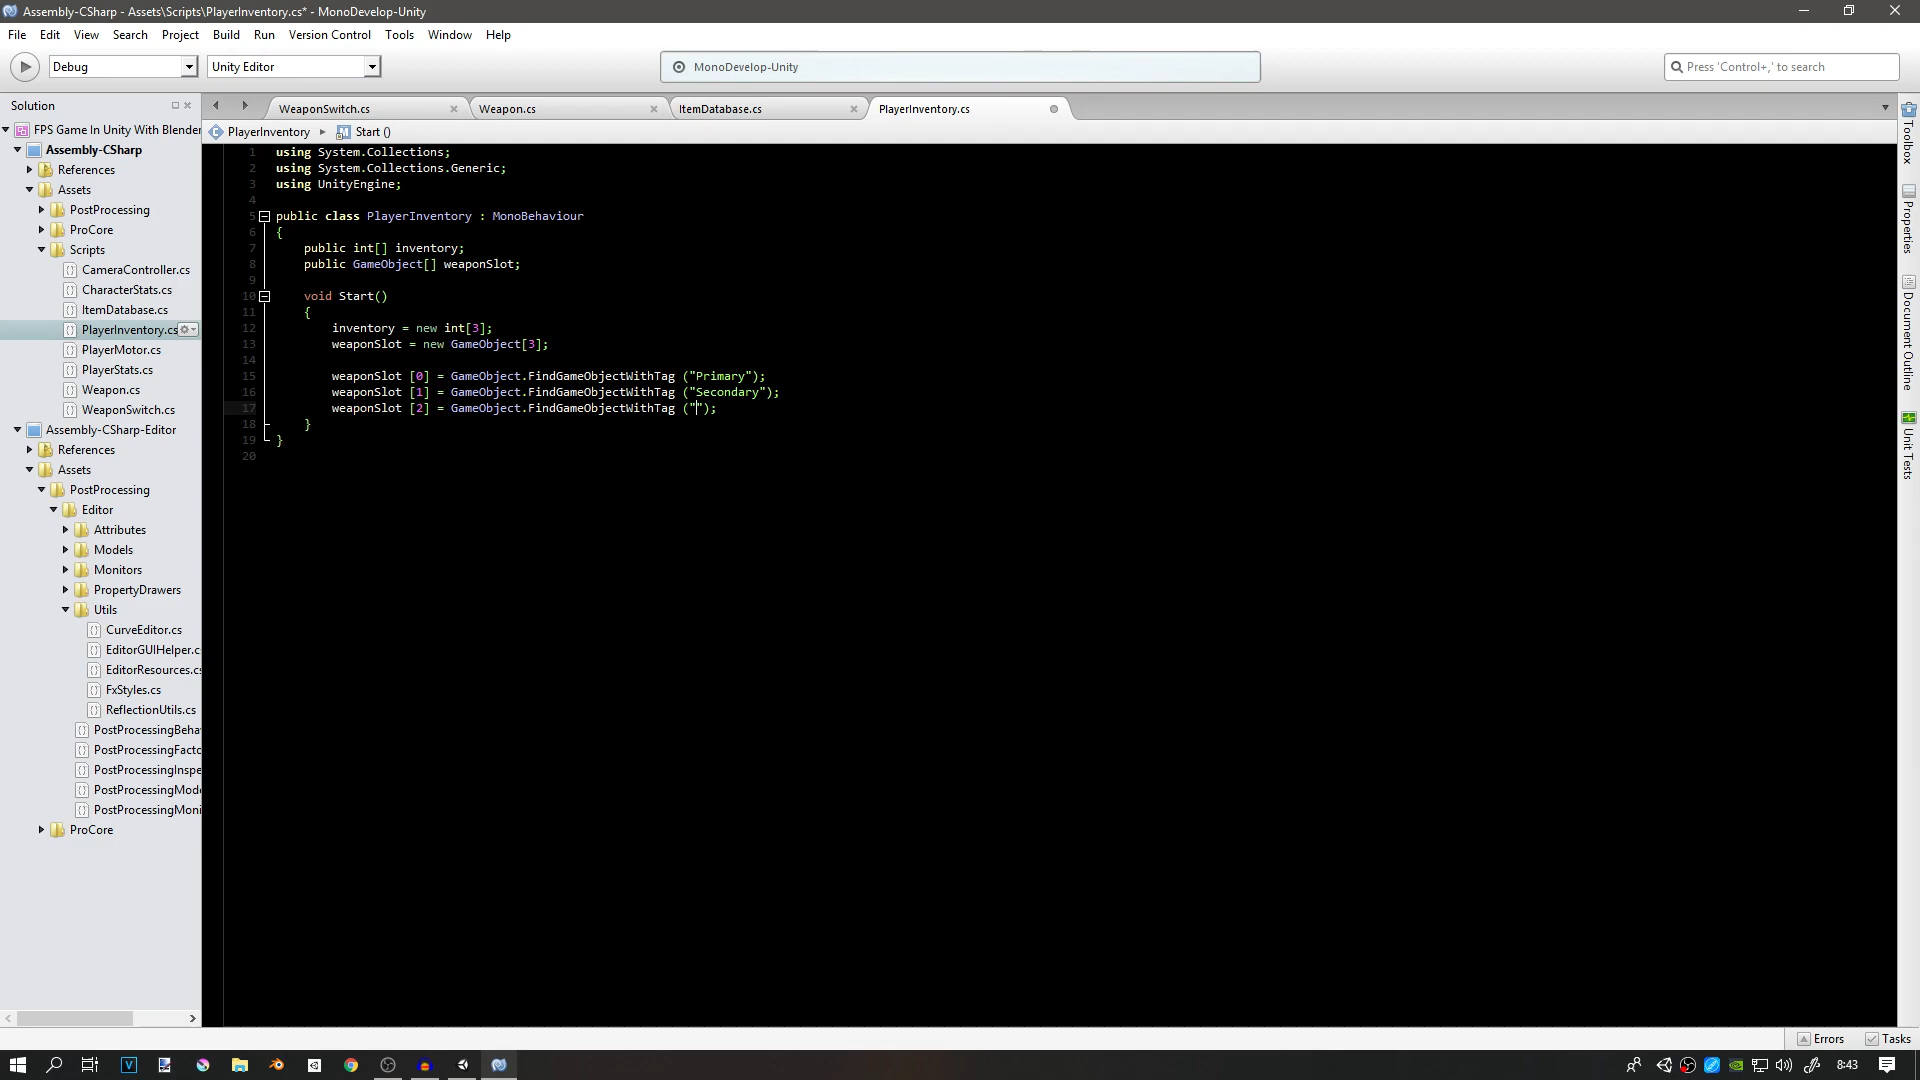 Assembly-CSharp - Assets\Scripts\PlayerInventory.cs* - MonoDevelop-Unity
File Edit View Search Project Build Run Version Control Tools Window Help
Debug Unity Editor MonoDevelop-Unity Press 'Control+,' to search
Solution
FPS Game In Unity With Blender
Assembly-CSharp
References
Assets
PostProcessing
ProCore
Scripts
CameraController.cs
CharacterStats.cs
ItemDatabase.cs
PlayerInventory.cs
PlayerMotor.cs
PlayerStats.cs
Weapon.cs
WeaponSwitch.cs
Assembly-CSharp-Editor
References
Assets
PostProcessing
Editor
Attributes
Models
Monitors
PropertyDrawers
Utils
CurveEditor.cs
EditorGUIHelper.c
EditorResources.cs
FxStyles.cs
ReflectionUtils.cs
PostProcessingBeha
PostProcessingFacto
PostProcessingInspe
PostProcessingMode
PostProcessingMoni
ProCore
WeaponSwitch.cs Weapon.cs ItemDatabase.cs PlayerInventory.cs
PlayerInventory Start ()
1 using System.Collections;
2 using System.Collections.Generic;
3 using UnityEngine;
4
5 public class PlayerInventory : MonoBehaviour
6 {
7 public int[] inventory;
8 public GameObject[] weaponSlot;
9
10 void Start()
11 {
12 inventory = new int[3];
13 weaponSlot = new GameObject[3];
14
15 weaponSlot [0] = GameObject.FindGameObjectWithTag ("Primary");
16 weaponSlot [1] = GameObject.FindGameObjectWithTag ("Secondary");
17 weaponSlot [2] = GameObject.FindGameObjectWithTag ("");
18 }
19 }
20
Toolbox
Properties
Document Outline
Unit Tests
Errors Tasks
8:43